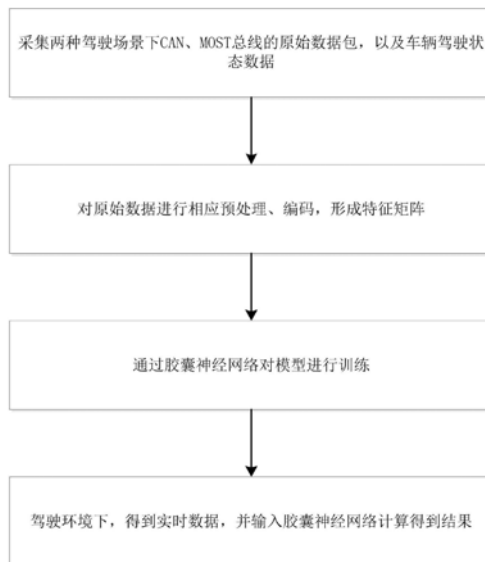 采集两种驾驶场景下CAN、MOST总线的原始数据包，以及车辆驾驶状
态数据
对原始数据进行相应预处理、编码，形成特征矩阵
通过胶囊神经网络对模型进行训练
驾驶环境下，得到实时数据，并输入胶囊神经网络计算得到结果